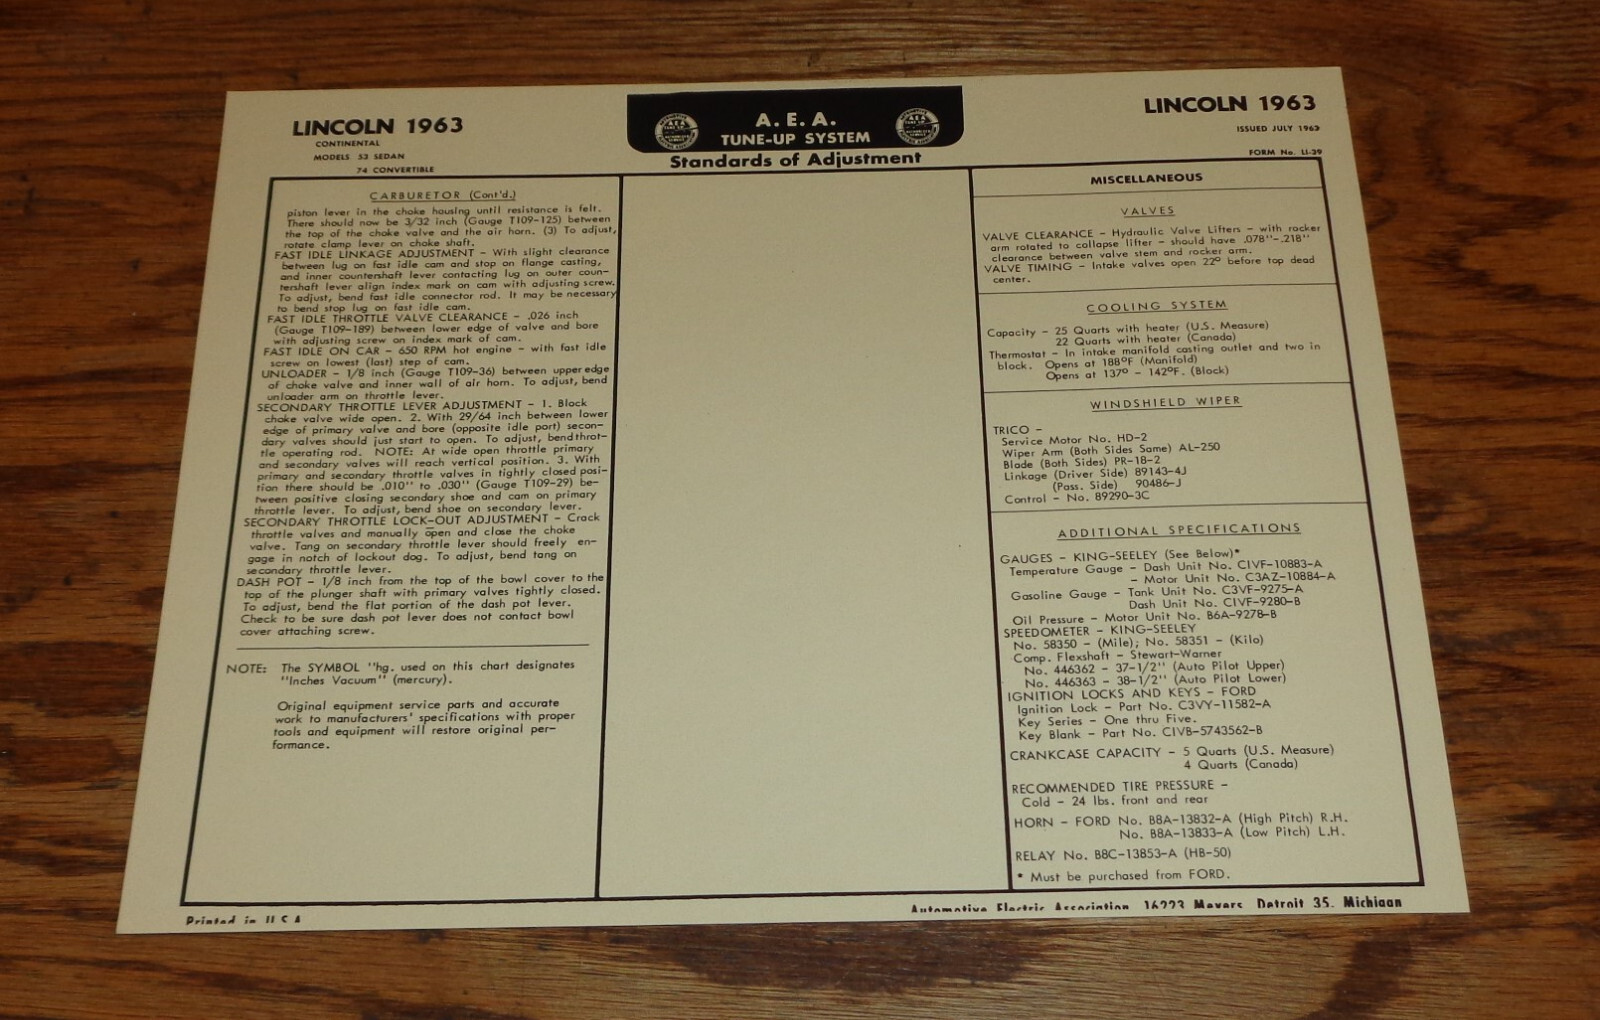 LINCOLN 1963
CONTINENTAL
MODELS 53 SEDAN
74 CONVERTIBLE
A. E. A.
TUNE-UP SYSTEM
Standards of Adjustment
LINCOLN 1963
ISSUED JULY 1963
FORM No. LI-39
CARBURETOR (Cont'd.)
piston lever in the choke housing until resistance is felt.
There should now be 3/32 inch (Gauge T109-125) between
the top of the choke valve and the air horn. (3) To adjust,
rotate clamp lever on choke shaft.
FAST IDLE LINKAGE ADJUSTMENT - With slight clearance
between lug on fast idle cam and stop on flange casting,
and inner countershaft lever contacting lug on outer coun-
tershaft lever align index mark on cam with adjusting screw.
To adjust, bend fast idle connector rod. It may be necessary
to bend stop lug on fast idle cam.
FAST IDLE THROTTLE VALVE CLEARANCE - .026 inch
(Gauge T109-189) between lower edge of valve and bore
with adjusting screw on index mark of cam.
FAST IDLE ON CAR - 650 RPM hot engine - with fast idle
screw on lowest (last) step of cam.
UNLOADER - 1/8 inch (Gauge T109-36) between upper edge
of choke valve and inner wall of air horn. To adjust, bend
unloader arm on throttle lever.
SECONDARY THROTTLE LEVER ADJUSTMENT - 1. Block
choke valve wide open. 2. With 29/64 inch between lower
edge of primary valve and bore (opposite idle port) secon-
dary valves should just start to open. To adjust, bend throt-
tle operating rod. NOTE: At wide open throttle primary
and secondary valves will reach vertical position. 3. With
primary and secondary throttle valves in tightly closed posi-
tion there should be .010" to .030" (Gauge T109-29) be-
tween positive closing secondary shoe and cam on primary
throttle lever. To adjust, bend shoe on secondary lever.
SECONDARY THROTTLE LOCK-OUT ADJUSTMENT - Crack
throttle valves and manually open and close the choke
valve. Tang on secondary throttle lever should freely en-
gage in notch of lockout dog. To adjust, bend tang on
secondary throttle lever.
DASH POT - 1/8 inch from the top of the bowl cover to the
top of the plunger shaft with primary valves tightly closed.
To adjust, bend the flat portion of the dash pot lever.
Check to be sure dash pot lever does not contact bowl
cover attaching screw.
NOTE: The SYMBOL "hg. used on this chart designates
"Inches Vacuum" (mercury).
Original equipment service parts and accurate
work to manufacturers' specifications with proper
tools and equipment will restore original per-
formance.
MISCELLANEOUS
VALVES
VALVE CLEARANCE - Hydraulic Valve Lifters - with rocker
arm rotated to collapse lifter - should have .078"-.218"
clearance between valve stem and rocker arm.
VALVE TIMING - Intake valves open 22° before top dead
center.
COOLING SYSTEM
Capacity - 25 Quarts with heater (U.S. Measure)
22 Quarts with heater (Canada)
Thermostat - In intake manifold casting outlet and two in
block. Opens at 188°F (Manifold)
Opens at 137° - 142°F. (Block)
WINDSHIELD WIPER
TRICO -
Service Motor No. HD-2
Wiper Arm (Both Sides Same) AL-250
Blade (Both Sides) PR-18-2
Linkage (Driver Side) 89143-4J
(Pass. Side) 90486-J
Control - No. 89290-3C
ADDITIONAL SPECIFICATIONS
GAUGES - KING-SEELEY (See Below)*
Temperature Gauge - Dash Unit No. CIVF-10883-A
- Motor Unit No. C3AZ-10884-A
Gasoline Gauge - Tank Unit No. C3VF-9275-A
Dash Unit No. CIVF-9280-B
Oil Pressure - Motor Unit No. B6A-9278-B
SPEEDOMETER - KING-SEELEY
No. 58350 - (Mile); No. 58351 - (Kilo)
Comp. Flexshaft - Stewart-Warner
No. 446362 - 37-1/2" (Auto Pilot Upper)
No. 446363 - 38-1/2" (Auto Pilot Lower)
IGNITION LOCKS AND KEYS - FORD
Ignition Lock - Part No. C3VY-11582-A
Key Series - One thru Five.
Key Blank - Part No. CIVB-5743562-B
CRANKCASE CAPACITY - 5 Quarts (U.S. Measure)
4 Quarts (Canada)
RECOMMENDED TIRE PRESSURE -
Cold - 24 lbs. front and rear
HORN - FORD No. B8A-13832-A (High Pitch) R.H.
No. B8A-13833-A (Low Pitch) L.H.
RELAY No. B8C-13853-A (HB-50)
* Must be purchased from FORD.
Printed in U.S.A.
Automotive Electric Association, 16223 Meyers, Detroit 35, Michigan